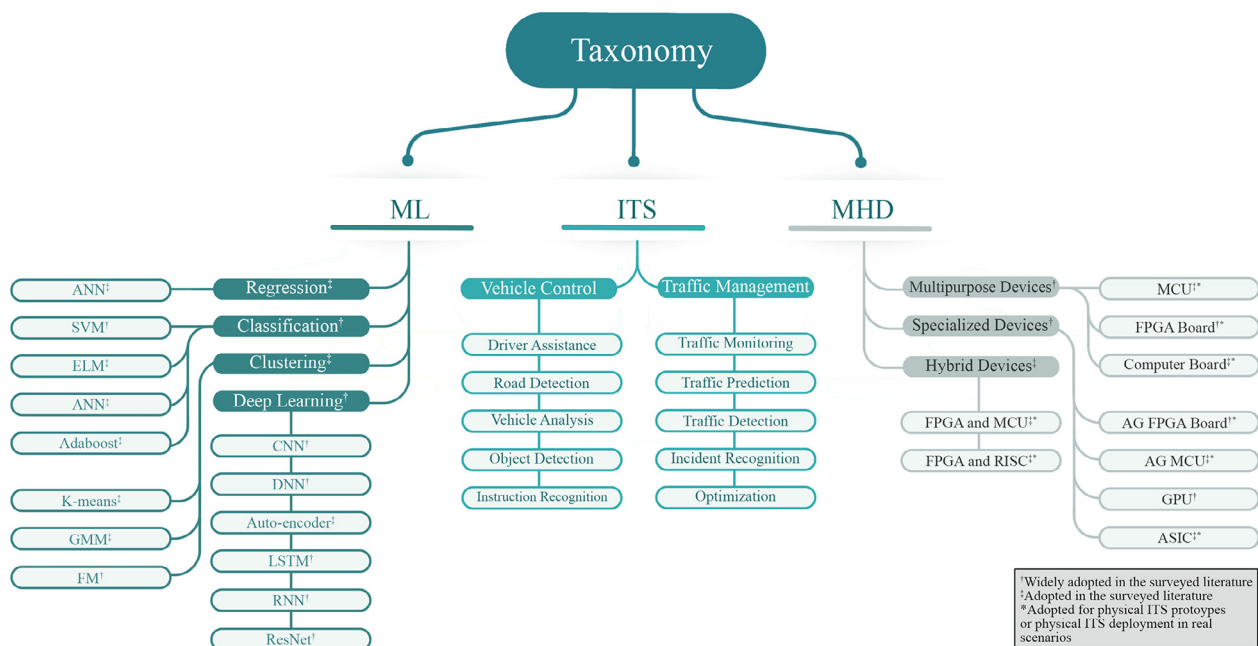 Taxonomy
ML
ITS
MHD
ANN‡
SVM†
ELM‡
ANN‡
Adaboost‡
K-means‡
GMM‡
FM†
Regression‡
Classification†
Clustering‡
Deep Learning†
CNN†
DNN†
Auto-encoder‡
LSTM†
RNN†
ResNet†
Vehicle Control
Driver Assistance
Road Detection
Vehicle Analysis
Object Detection
Instruction Recognition
Traffic Management
Traffic Monitoring
Traffic Prediction
Traffic Detection
Incident Recognition
Optimization
Multipurpose Devices†
Specialized Devices†
Hybrid Devices‡
FPGA and MCU‡*
FPGA and RISC‡*
MCU‡*
FPGA Board†*
Computer Board‡*
AG FPGA Board†*
AG MCU‡*
GPU†
ASIC‡*
†Widely adopted in the surveyed literature
‡Adopted in the surveyed literature
*Adopted for physical ITS protoypes
or physical ITS deployment in real
scenarios